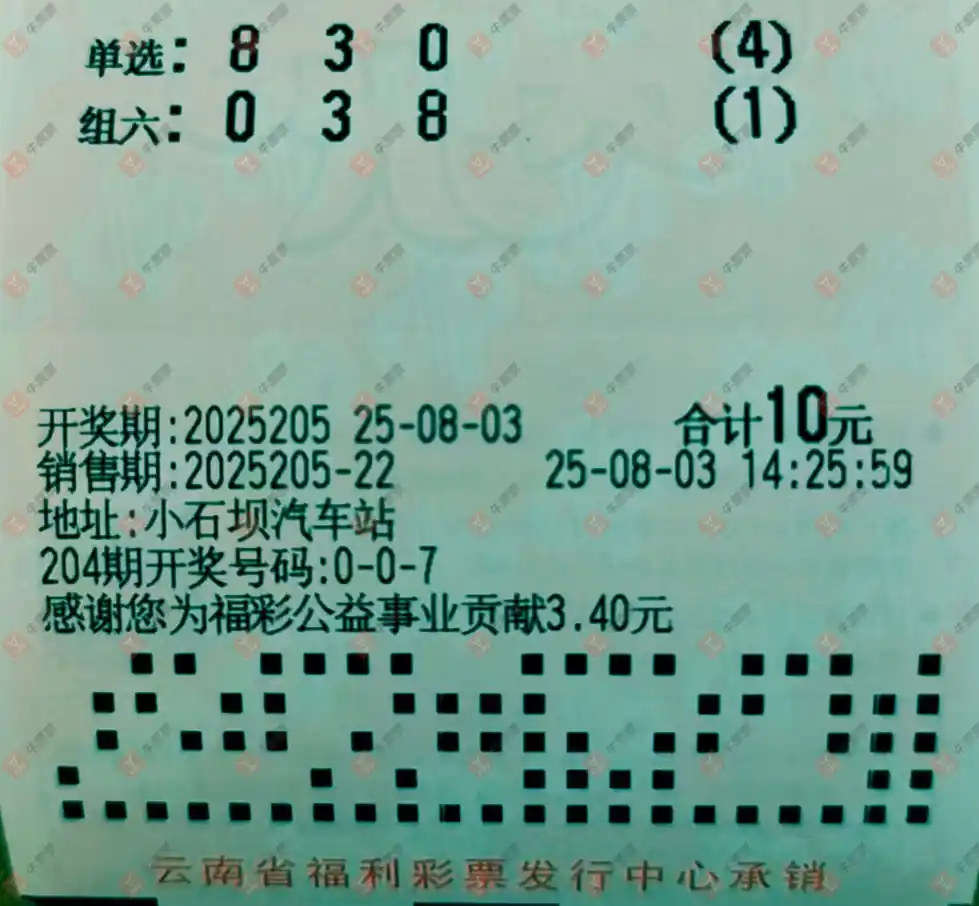 单选: 8 3 0 (4)
组六: 0 3 8 (1)
开奖期:2025205 25-08-03 合计10元
销售期:2025205-22 25-08-03 14:25:59
地址:小石坝汽车站
204期开奖号码:0-0-7
感谢您为福彩公益事业贡献3.40元
云南省福利彩票发行中心承销